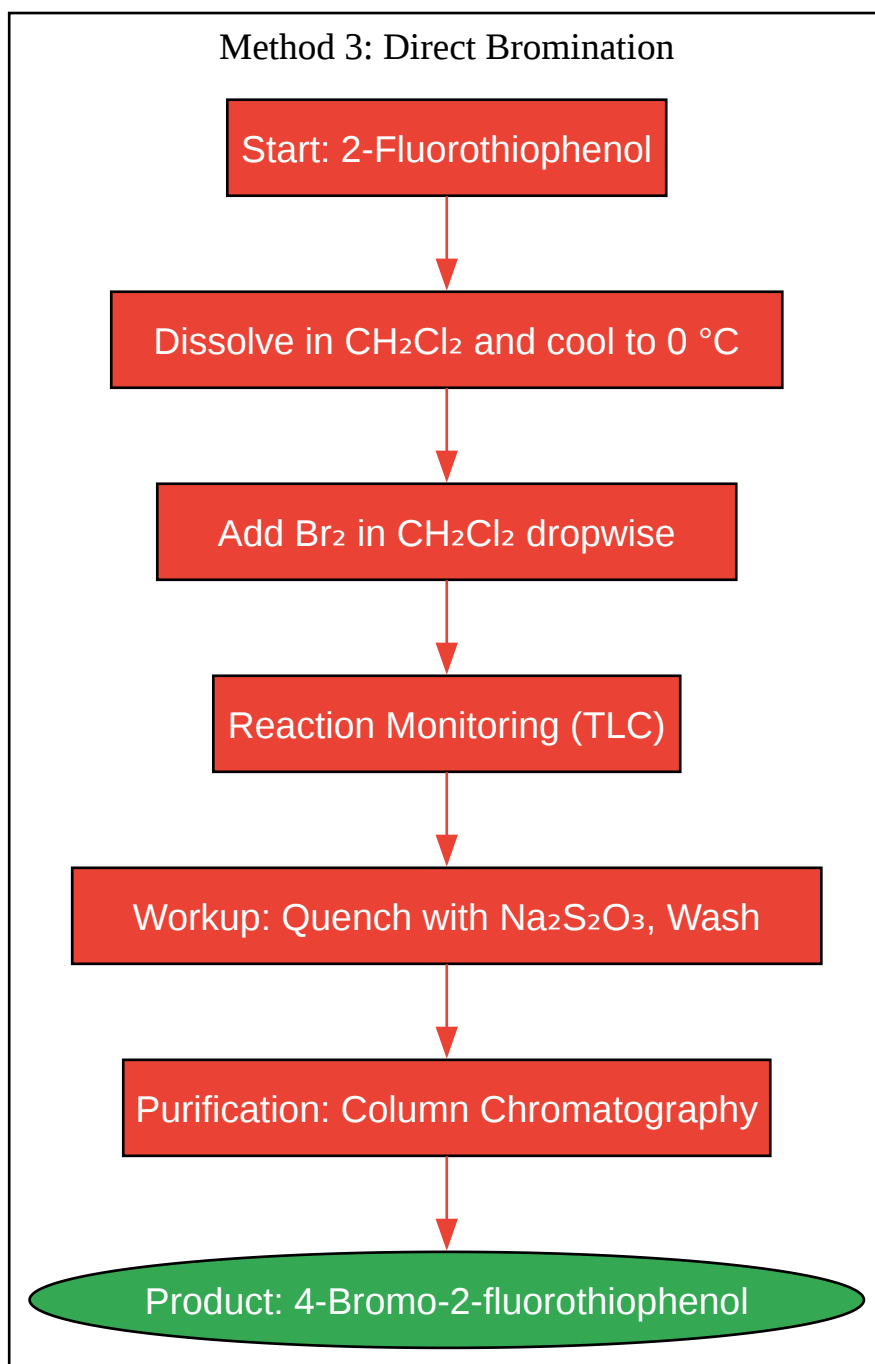 Method 3: Direct Bromination
Start: 2-Fluorothiophenol
Dissolve in CH₂Cl₂ and cool to 0 °C
Add Br₂ in CH₂Cl₂ dropwise
Reaction Monitoring (TLC)
Workup: Quench with Na₂S₂O₃, Wash
Purification: Column Chromatography
Product: 4-Bromo-2-fluorothiophenol